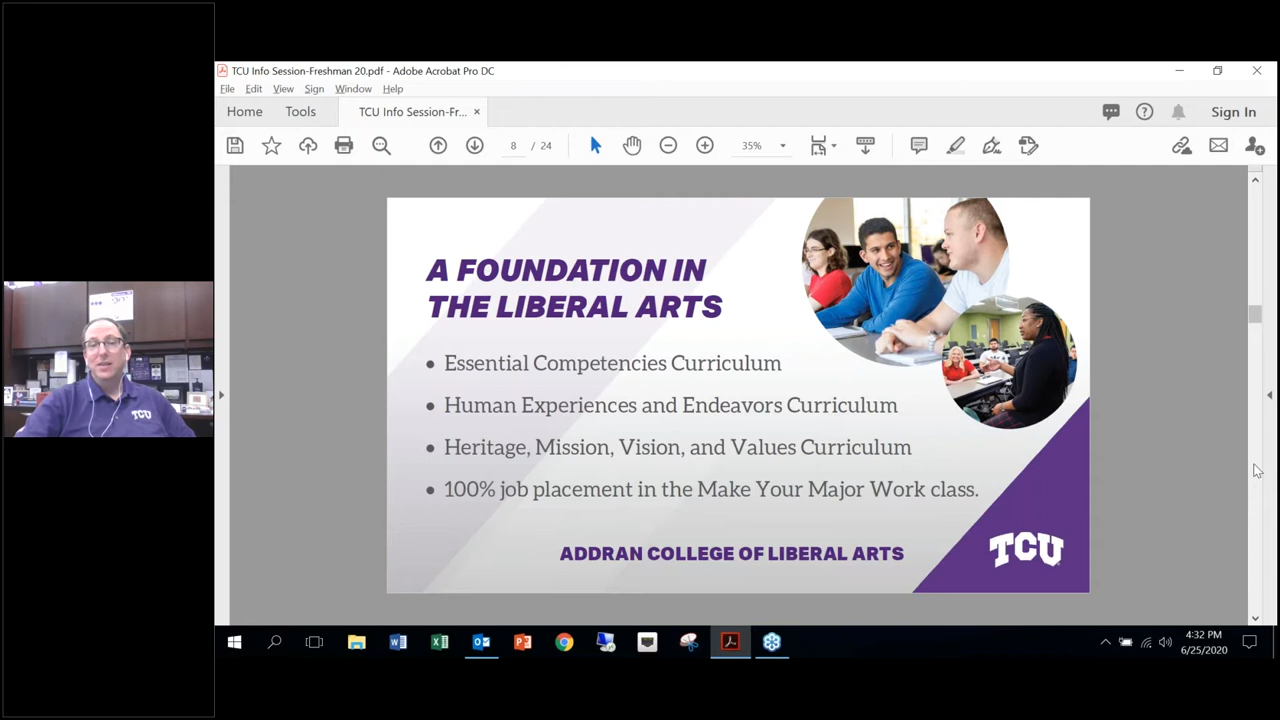 TCU Info Session-Freshman 20.pdf - Adobe Acrobat Pro DC
File Edit View Sign Window Help
Home Tools TCU Info Session-Fr... × Sign In
8 / 24 35%
A FOUNDATION IN
THE LIBERAL ARTS
• Essential Competencies Curriculum
• Human Experiences and Endeavors Curriculum
• Heritage, Mission, Vision, and Values Curriculum
• 100% job placement in the Make Your Major Work class.
ADDRAN COLLEGE OF LIBERAL ARTS
TCU
TCU
4:32 PM
6/25/2020